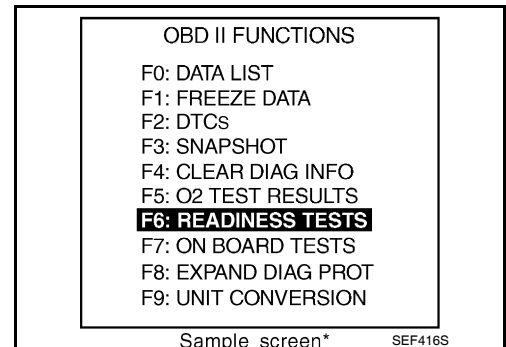 OBD II FUNCTIONS
F0: DATA LIST
F1: FREEZE DATA
F2: DTCs
F3: SNAPSHOT
F4: CLEAR DIAG INFO
F5: O2 TEST RESULTS
F6: READINESS TESTS
F7: ON BOARD TESTS
F8: EXPAND DIAG PROT
F9: UNIT CONVERSION
Sample screen* SEF416S